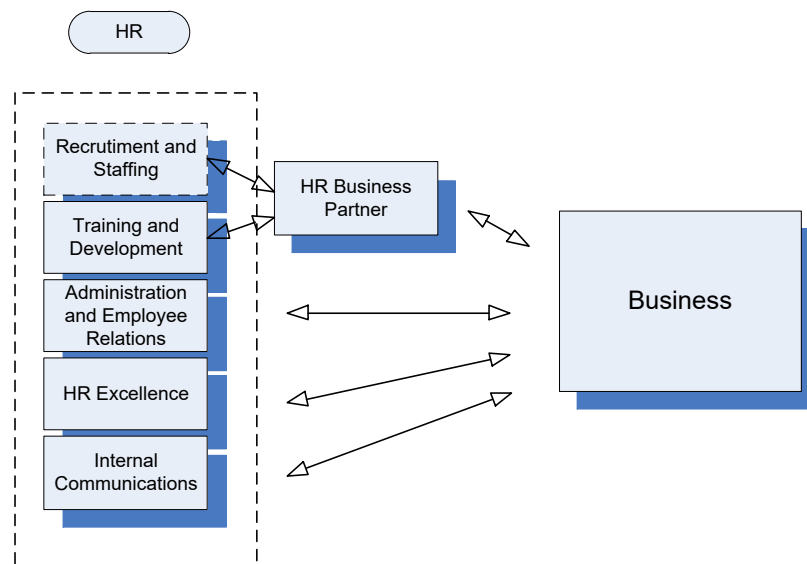 HR
Recrutiment and
Staffing
Training and
Development
Administration
and Employee
Relations
HR Excellence
Internal
Communications
HR Business
Partner
Business